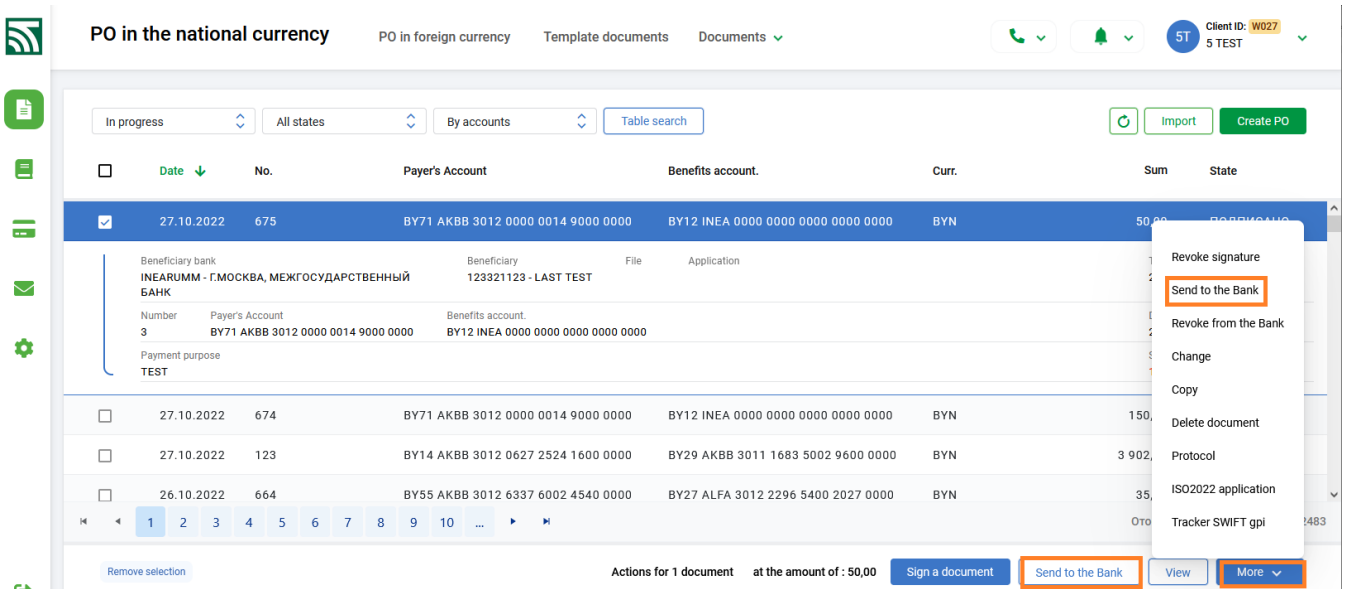 PO in the national currency PO in foreign currency Template documents Documents Client ID: W027
5T 5 TEST
In progress All states By accounts Table search Import Create PO
Date No. Payer's Account Benefits account. Curr. Sum State
27.10.2022 675 BY71 AKBB 3012 0000 0014 9000 0000 BY12 INEA 0000 0000 0000 0000 0000 BYN 50,00
Beneficiary bank Beneficiary File Application
INEARUMM - Г.МОСКВА, МЕЖГОСУДАРСТВЕННЫЙ БАНК 123321123 - LAST TEST
Number Payer's Account Benefits account.
3 BY71 AKBB 3012 0000 0014 9000 0000 BY12 INEA 0000 0000 0000 0000 0000
Payment purpose
TEST
27.10.2022 674 BY71 AKBB 3012 0000 0014 9000 0000 BY12 INEA 0000 0000 0000 0000 0000 BYN 150,
27.10.2022 123 BY14 AKBB 3012 0627 2524 1600 0000 BY29 AKBB 3011 1683 5002 9600 0000 BYN 3 902,
26.10.2022 664 BY55 AKBB 3012 6337 6002 4540 0000 BY27 ALFA 3012 2296 5400 2027 0000 BYN 35,
Revoke signature
Send to the Bank
Revoke from the Bank
Change
Copy
Delete document
Protocol
ISO2022 application
Tracker SWIFT gpi
1 2 3 4 5 6 7 8 9 10 ... Ото 2483
Remove selection Actions for 1 document at the amount of : 50,00 Sign a document Send to the Bank View More